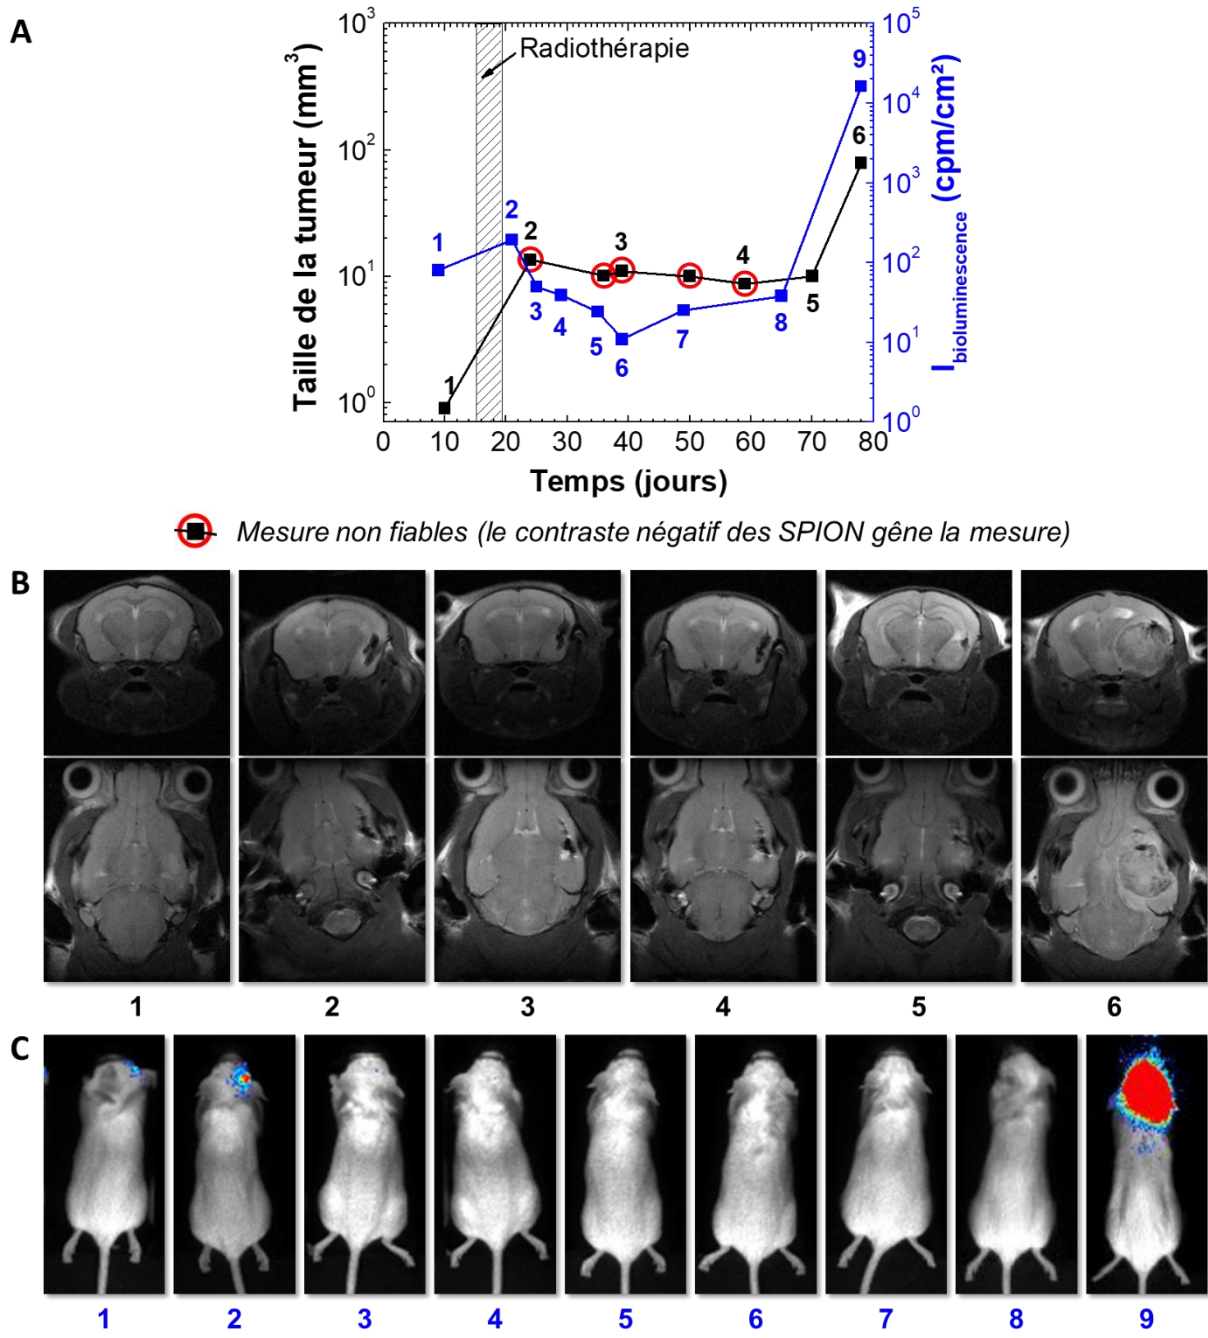 A
10³
10²
10¹
10⁰
Taille de la tumeur (mm³)
Radiothérapie
10⁵
10⁴
10³
10²
10¹
10⁰
I bioluminescence (cpm/cm²)
1 2 3 4 5 6 7 8 9
1 2 3 4 5 6
0 10 20 30 40 50 60 70 80
Temps (jours)
Mesure non fiables (le contraste négatif des SPION gêne la mesure)
B
1 2 3 4 5 6
C
1 2 3 4 5 6 7 8 9